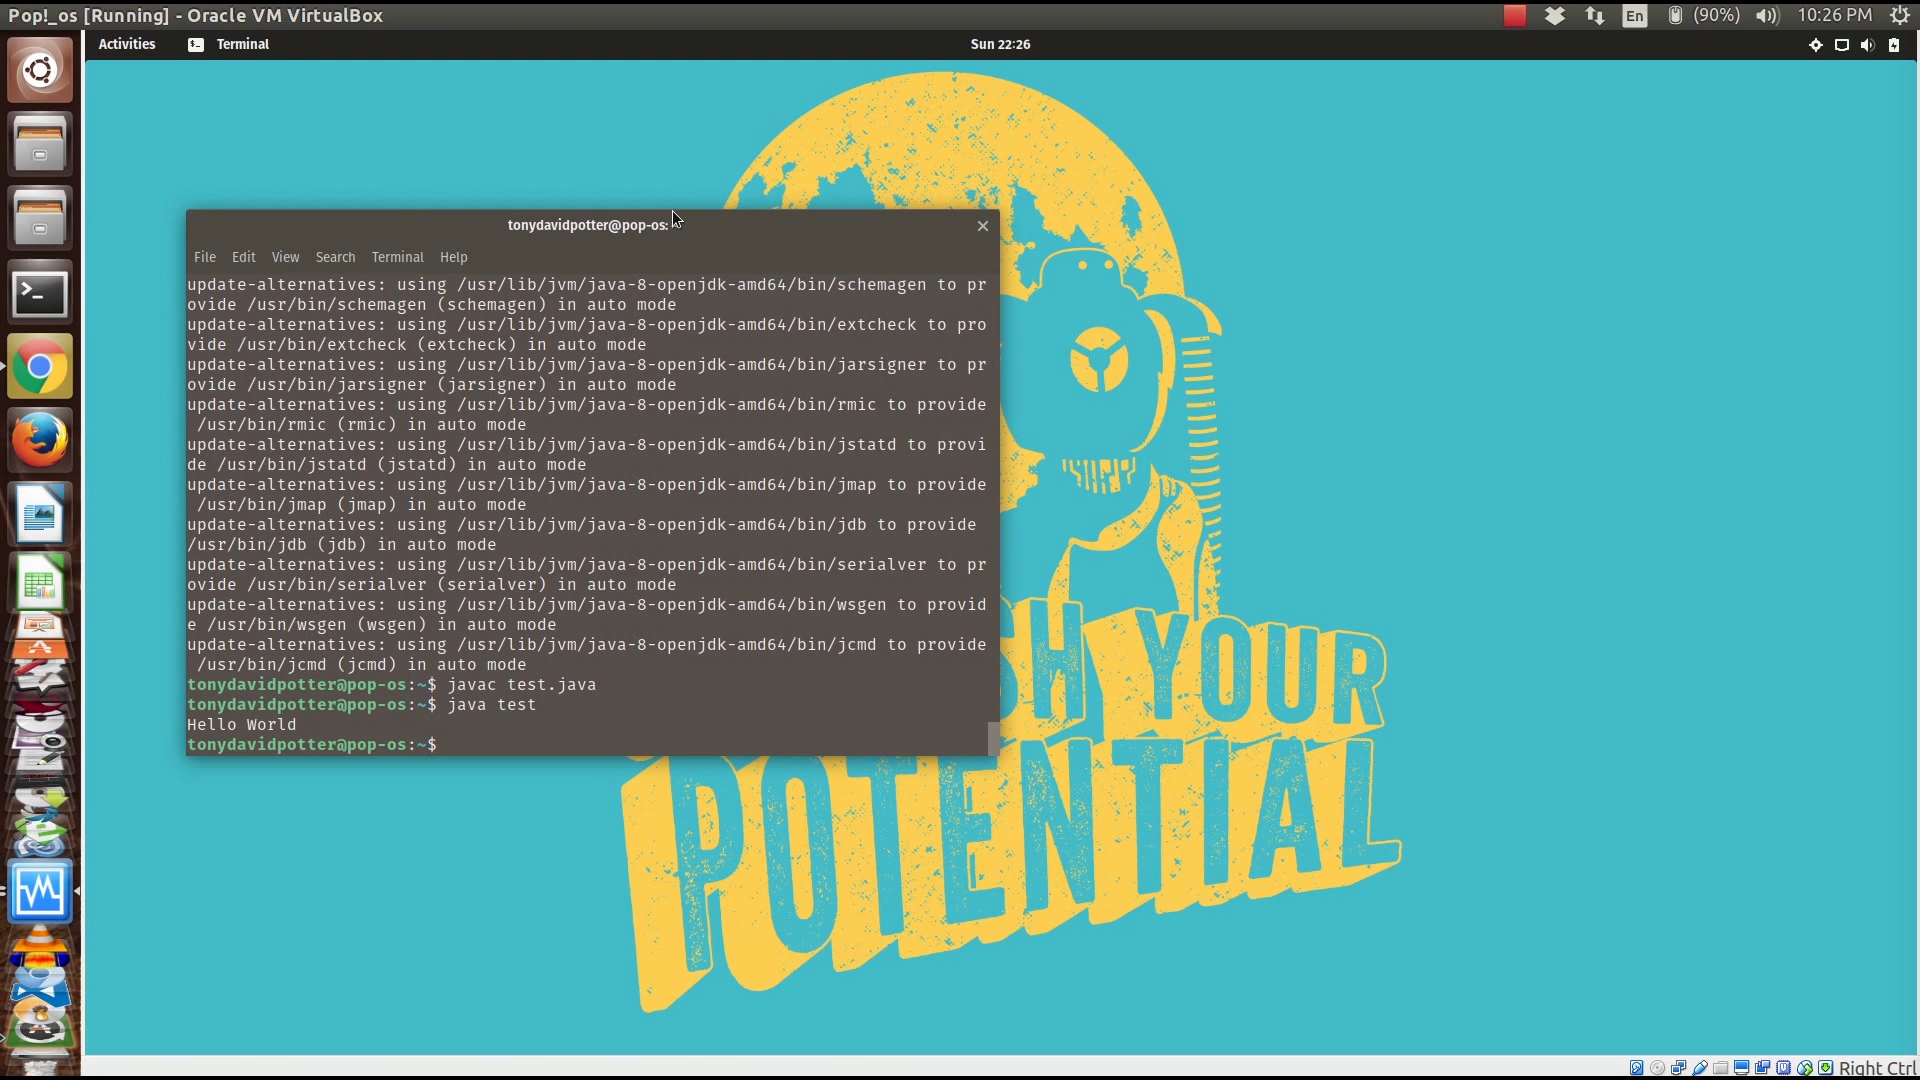 Pop!_os [Running] - Oracle VM VirtualBox
En (90%) 10:26 PM
Activities Terminal Sun 22:26
tonydavidpotter@pop-os:
File Edit View Search Terminal Help
update-alternatives: using /usr/lib/jvm/java-8-openjdk-amd64/bin/schemagen to pr
ovide /usr/bin/schemagen (schemagen) in auto mode
update-alternatives: using /usr/lib/jvm/java-8-openjdk-amd64/bin/extcheck to pro
vide /usr/bin/extcheck (extcheck) in auto mode
update-alternatives: using /usr/lib/jvm/java-8-openjdk-amd64/bin/jarsigner to pr
ovide /usr/bin/jarsigner (jarsigner) in auto mode
update-alternatives: using /usr/lib/jvm/java-8-openjdk-amd64/bin/rmic to provide
 /usr/bin/rmic (rmic) in auto mode
update-alternatives: using /usr/lib/jvm/java-8-openjdk-amd64/bin/jstatd to provi
de /usr/bin/jstatd (jstatd) in auto mode
update-alternatives: using /usr/lib/jvm/java-8-openjdk-amd64/bin/jmap to provide
 /usr/bin/jmap (jmap) in auto mode
update-alternatives: using /usr/lib/jvm/java-8-openjdk-amd64/bin/jdb to provide
/usr/bin/jdb (jdb) in auto mode
update-alternatives: using /usr/lib/jvm/java-8-openjdk-amd64/bin/serialver to pr
ovide /usr/bin/serialver (serialver) in auto mode
update-alternatives: using /usr/lib/jvm/java-8-openjdk-amd64/bin/wsgen to provid
e /usr/bin/wsgen (wsgen) in auto mode
update-alternatives: using /usr/lib/jvm/java-8-openjdk-amd64/bin/jcmd to provide
 /usr/bin/jcmd (jcmd) in auto mode
tonydavidpotter@pop-os:~$ javac test.java
tonydavidpotter@pop-os:~$ java test
Hello World
tonydavidpotter@pop-os:~$
SH YOUR
POTENTIAL
Right Ctrl